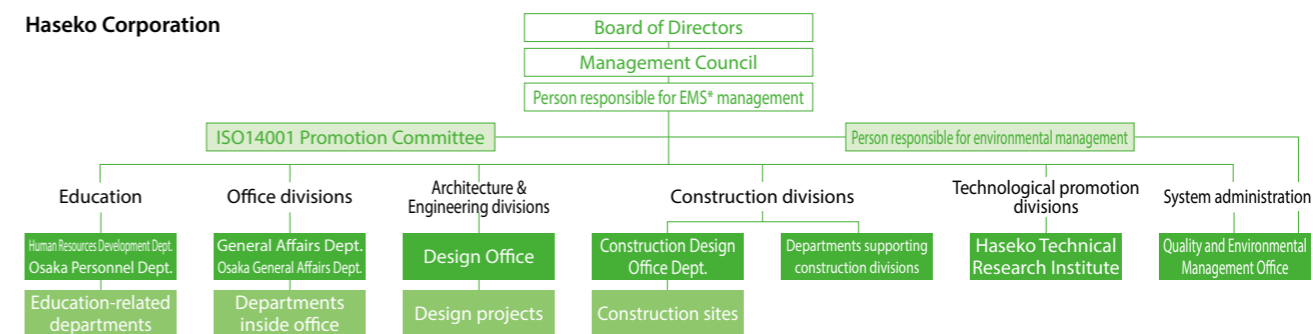 Haseko Corporation
Board of Directors
Management Council
Person responsible for EMS* management
ISO14001 Promotion Committee
Person responsible for environmental management
Education
Office divisions
Architecture &
Engineering divisions
Construction divisions
Technological promotion
divisions
System administration
Human Resources Development Dept.
Osaka Personnel Dept.
General Affairs Dept.
Osaka General Affairs Dept.
Design Office
Construction Design
Office Dept.
Departments supporting
construction divisions
Haseko Technical
Research Institute
Quality and Environmental
Management Office
Education-related
departments
Departments
inside office
Design projects
Construction sites